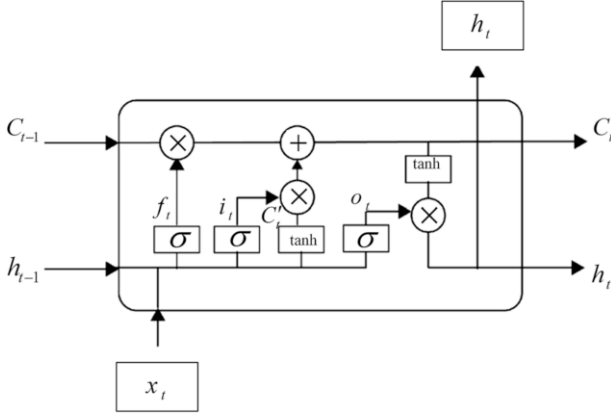 h_t
C_{t-1} × + C_t
tanh
f_t i_t C'_t × o_t ×
σ σ tanh σ
h_{t-1} h_t
x_t